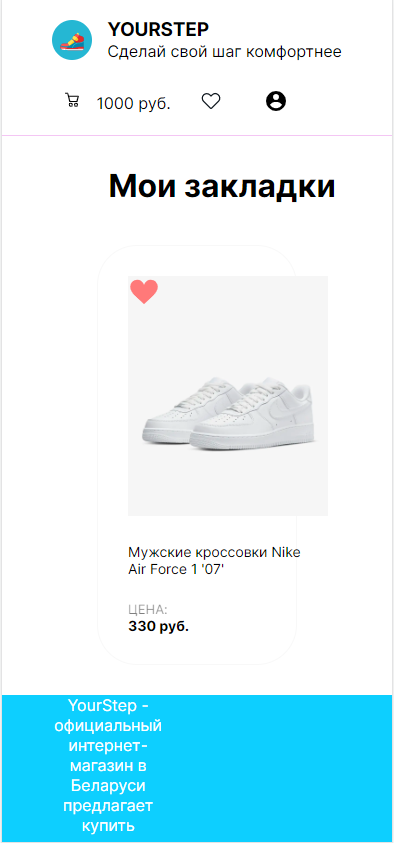 YOURSTEP
Сделай свой шаг комфортнее
1000 руб.
Мои закладки
Мужские кроссовки Nike
Air Force 1 '07'
ЦЕНА:
330 руб.
YourStep -
официальный
интернет-
магазин в
Беларуси
предлагает
купить